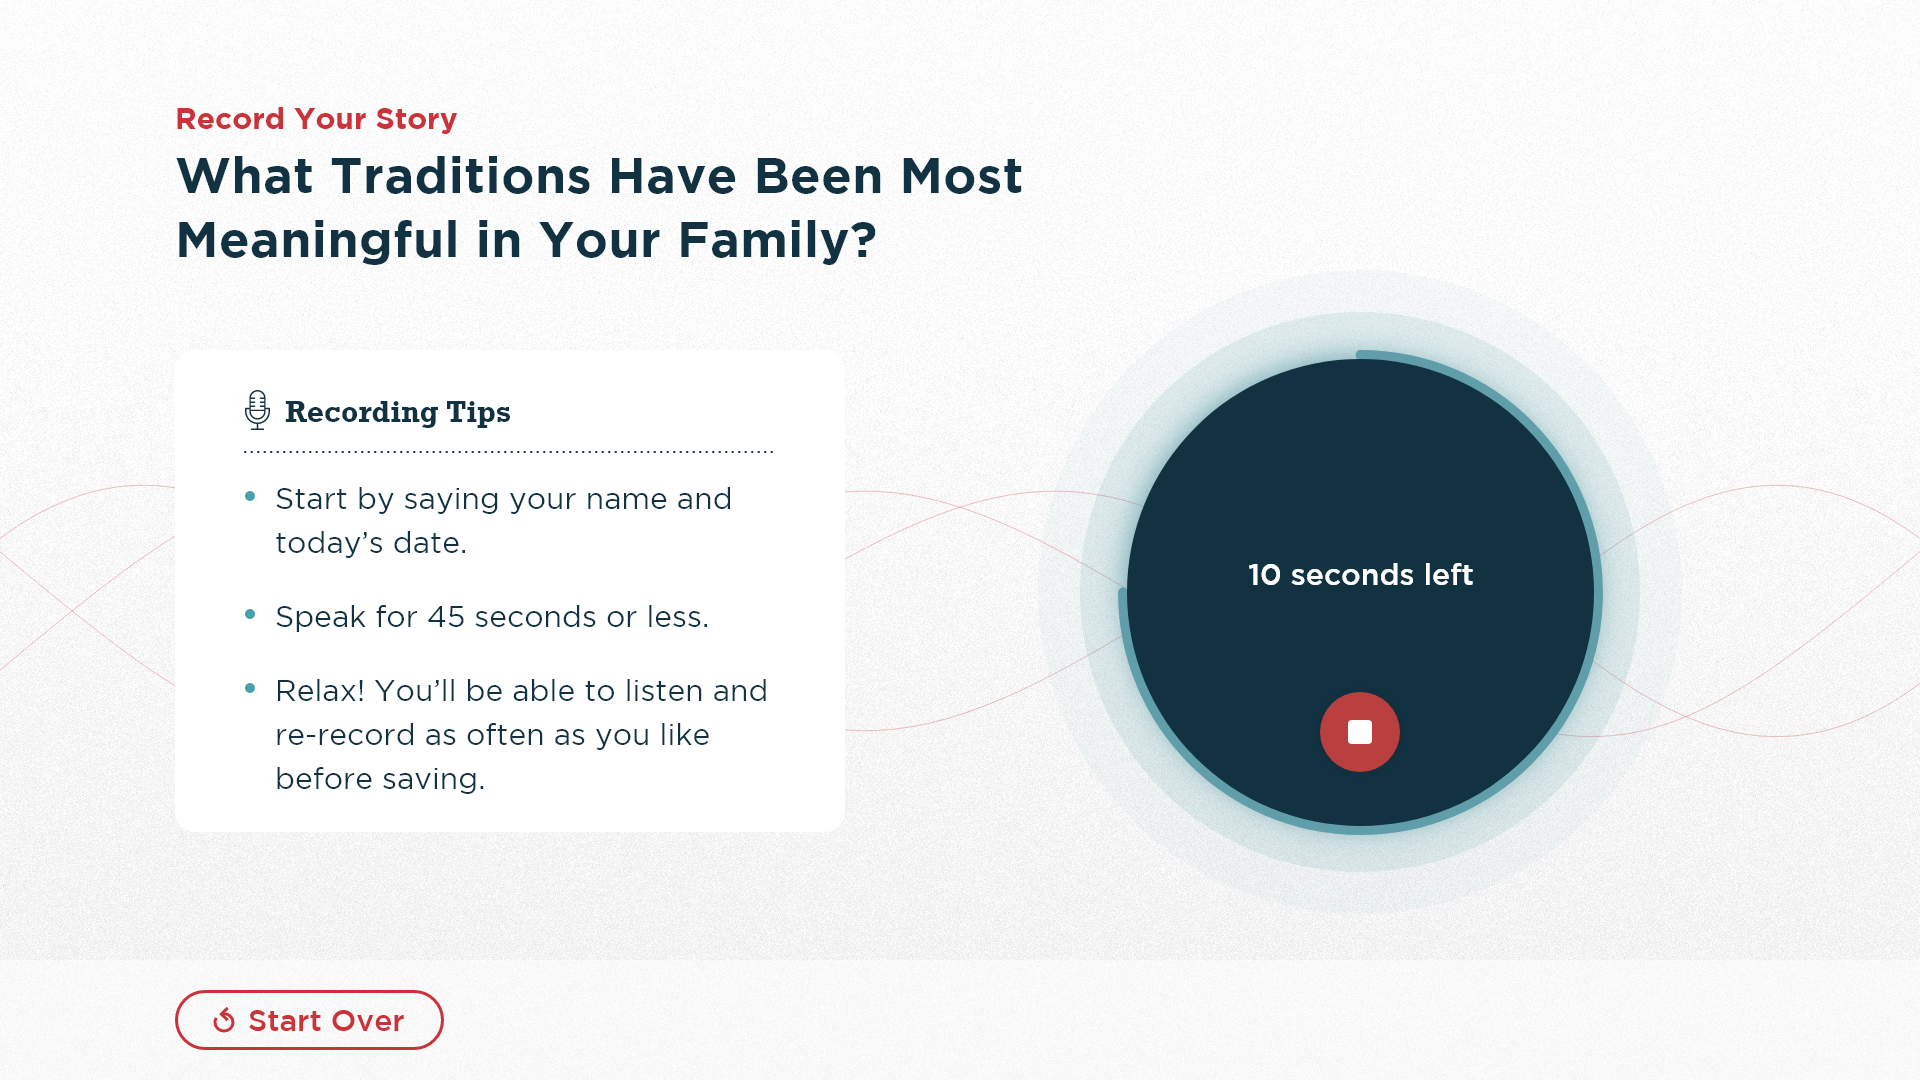 Record Your Story
What Traditions Have Been Most
Meaningful in Your Family?
Recording Tips
• Start by saying your name and
today’s date.
• Speak for 45 seconds or less.
• Relax! You’ll be able to listen and
re-record as often as you like
before saving.
10 seconds left
Start Over